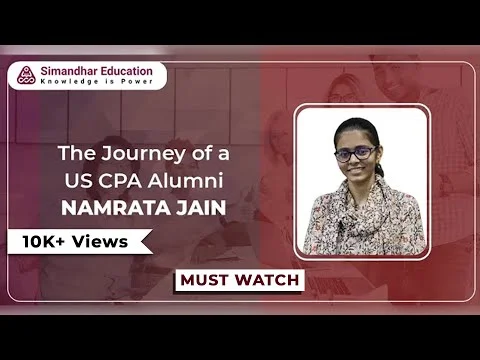 Simandhar Education
Knowledge is Power
The Journey of a
US CPA Alumni
NAMRATA JAIN
10K+ Views
MUST WATCH